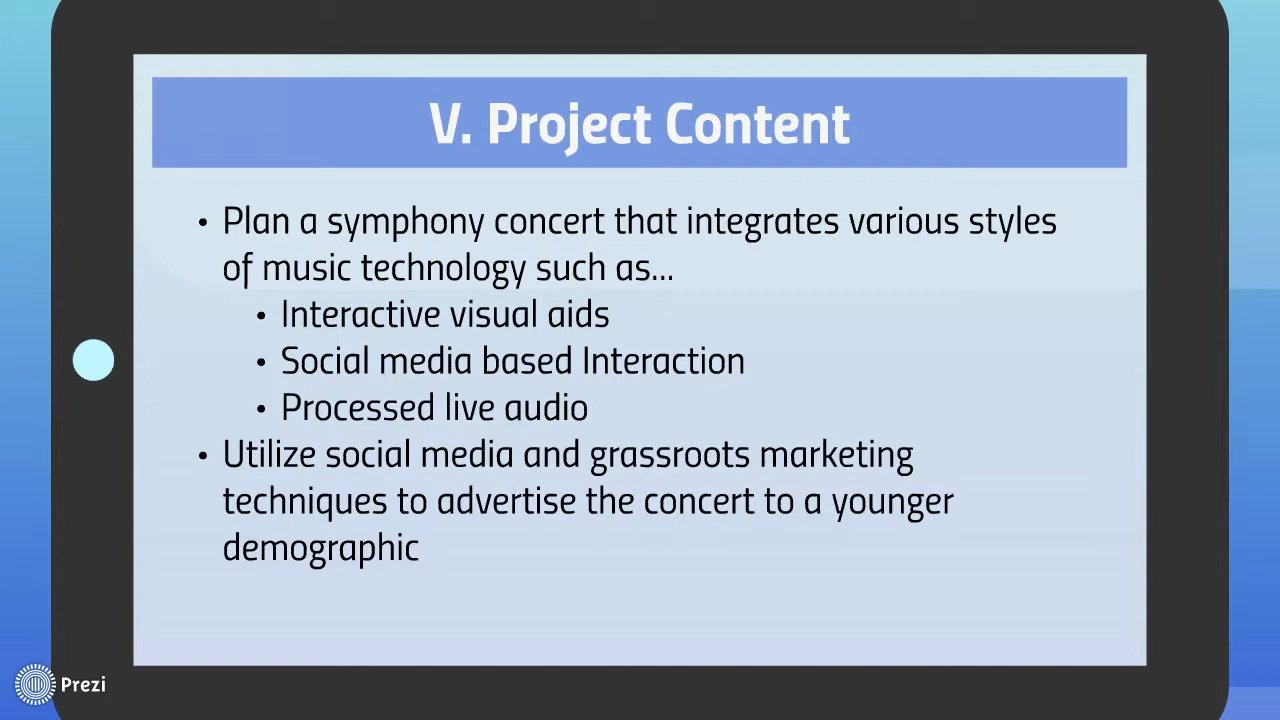 V. Project Content
• Plan a symphony concert that integrates various styles
of music technology such as...
• Interactive visual aids
• Social media based Interaction
• Processed live audio
• Utilize social media and grassroots marketing
techniques to advertise the concert to a younger
demographic
Prezi